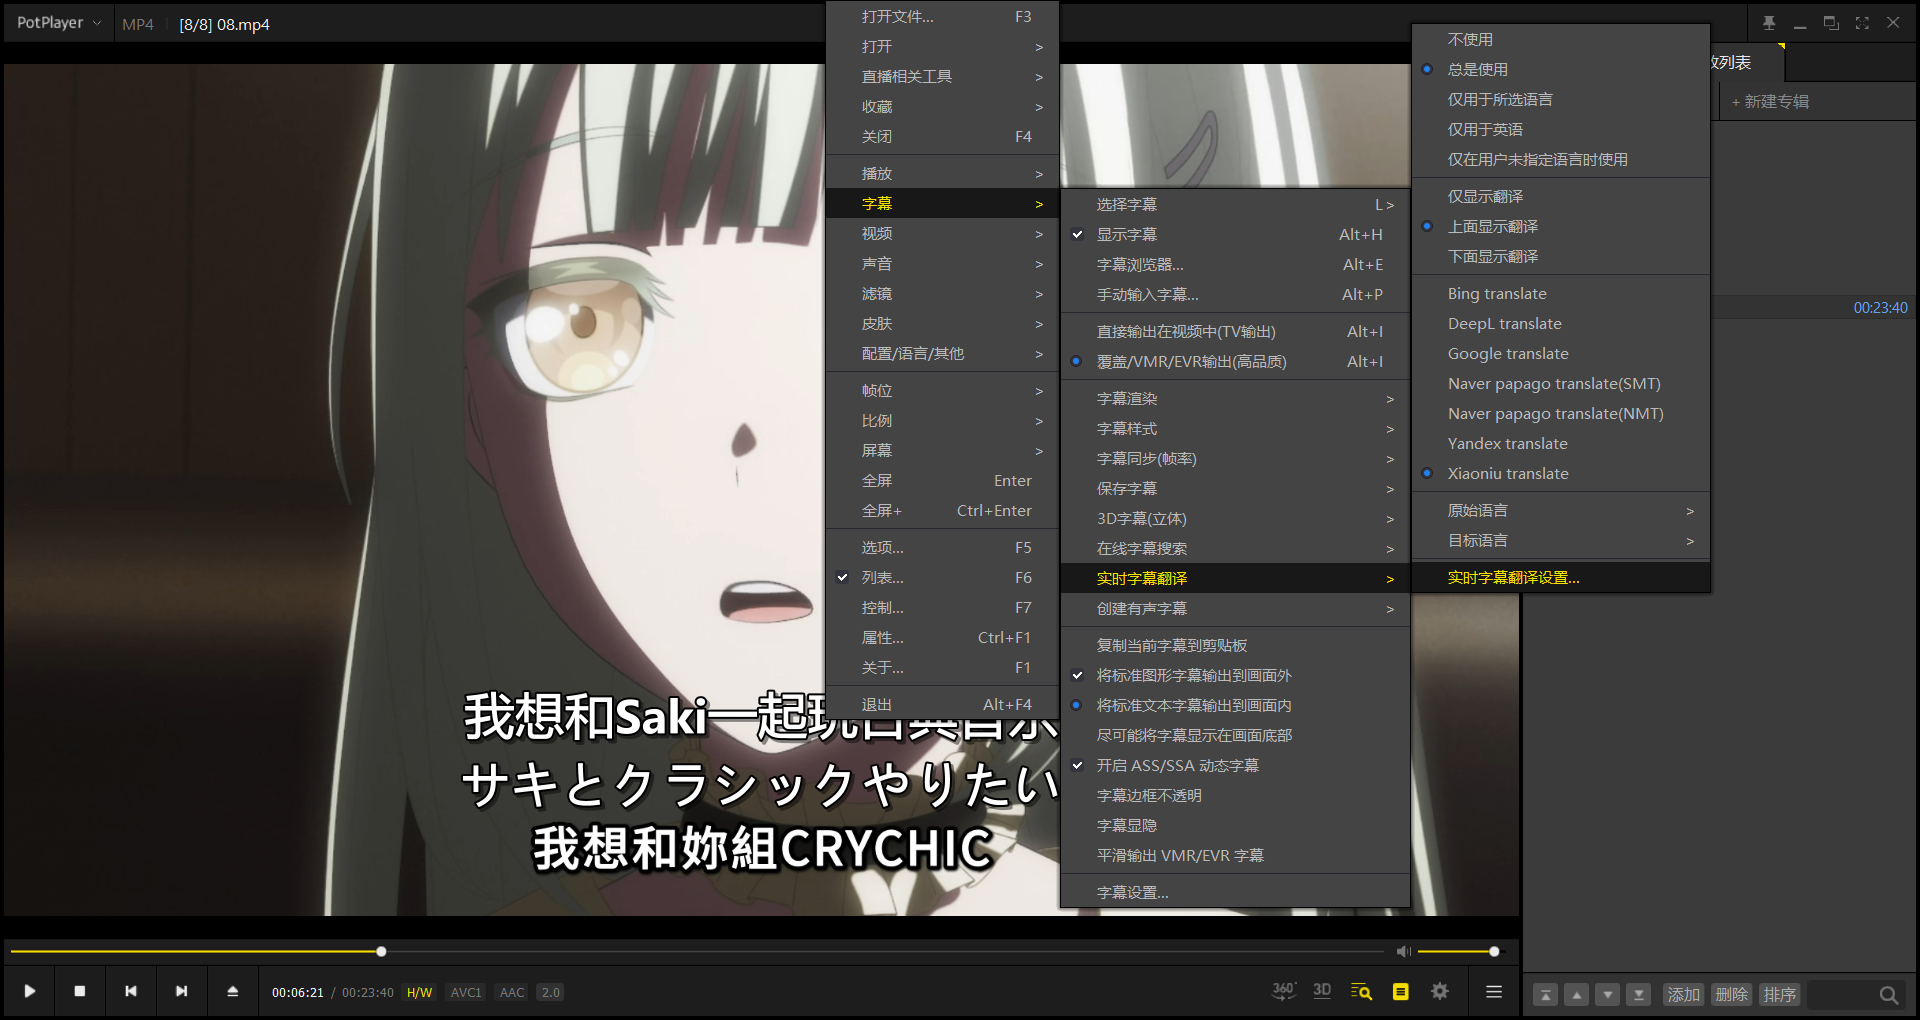 PotPlayer
MP4
[8/8] 08.mp4
打开文件... F3
打开 >
直播相关工具 >
收藏 >
关闭 F4
播放 >
字幕 >
视频 >
声音 >
滤镜 >
皮肤 >
配置/语言/其他 >
帧位 >
比例 >
屏幕 >
全屏 Enter
全屏+ Ctrl+Enter
选项... F5
列表... F6
控制... F7
属性... Ctrl+F1
关于... F1
退出 Alt+F4
选择字幕 L >
显示字幕 Alt+H
字幕浏览器... Alt+E
手动输入字幕... Alt+P
直接输出在视频中(TV输出) Alt+I
覆盖/VMR/EVR输出(高品质) Alt+I
字幕渲染 >
字幕样式 >
字幕同步(帧率) >
保存字幕 >
3D字幕(立体) >
在线字幕搜索 >
实时字幕翻译 >
创建有声字幕 >
复制当前字幕到剪贴板
将标准图形字幕输出到画面外
将标准文本字幕输出到画面内
尽可能将字幕显示在画面底部
开启 ASS/SSA 动态字幕
字幕边框不透明
字幕显隐
平滑输出 VMR/EVR 字幕
字幕设置...
不使用
总是使用
仅用于所选语言
仅用于英语
仅在用户未指定语言时使用
仅显示翻译
上面显示翻译
下面显示翻译
Bing translate
DeepL translate
Google translate
Naver papago translate(SMT)
Naver papago translate(NMT)
Yandex translate
Xiaoniu translate
原始语言 >
目标语言 >
实时字幕翻译设置...
列表
+ 新建专辑
00:23:40
我想和Saki一起玩古典音乐
サキとクラシックやりたい
我想和妳組CRYCHIC
00:06:21 / 00:23:40 H/W AVC1 AAC 2.0
360° 3D
添加 删除 排序